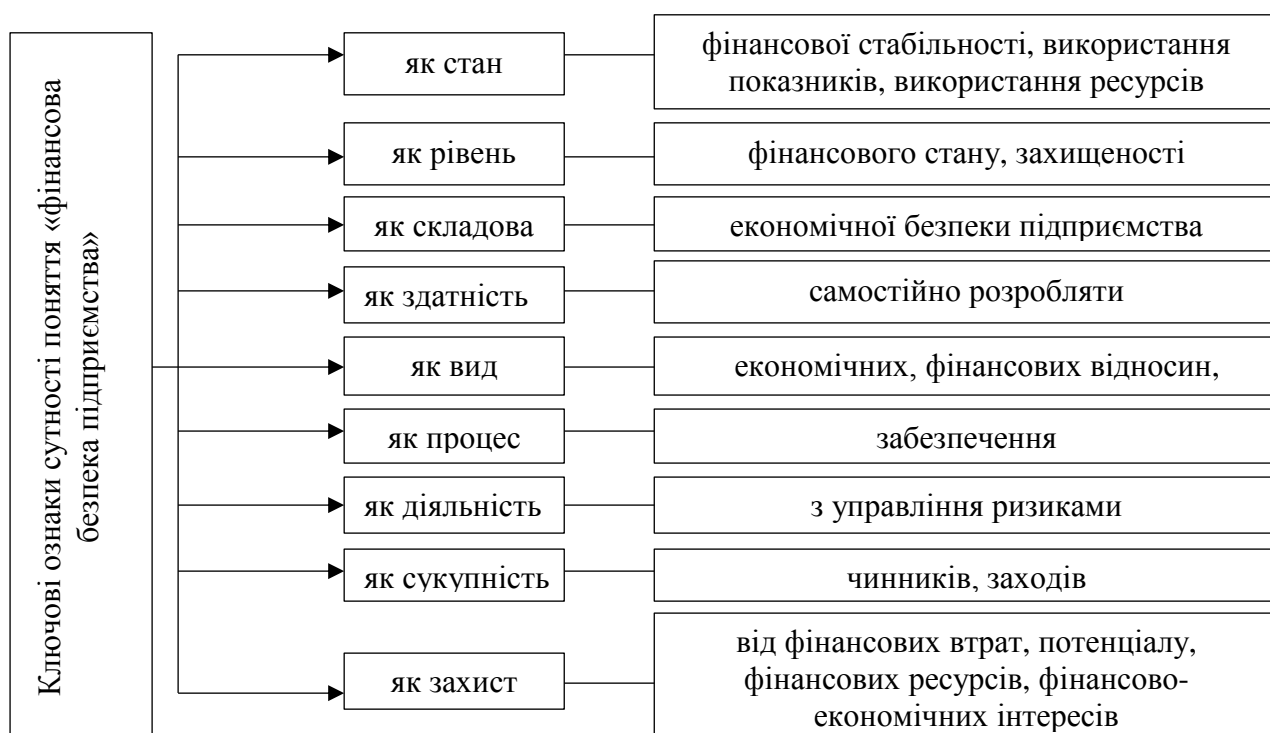 Ключові ознаки сутності поняття «фінансова
безпека підприємства»
як стан
фінансової стабільності, використання
показників, використання ресурсів
як рівень
фінансового стану, захищеності
як складова
економічної безпеки підприємства
як здатність
самостійно розробляти
як вид
економічних, фінансових відносин,
як процес
забезпечення
як діяльність
з управління ризиками
як сукупність
чинників, заходів
як захист
від фінансових втрат, потенціалу,
фінансових ресурсів, фінансово-
економічних інтересів